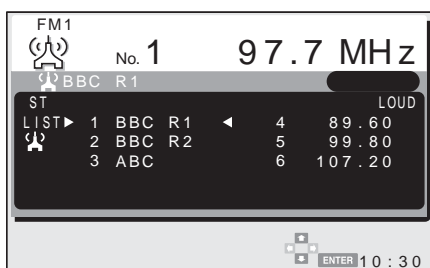 FM1
No. 1 97.7 MHz
BBC R1
ST LOUD
LIST 1 BBC R1 4 89.60
2 BBC R2 5 99.80
3 ABC 6 107.20
ENTER 10:30